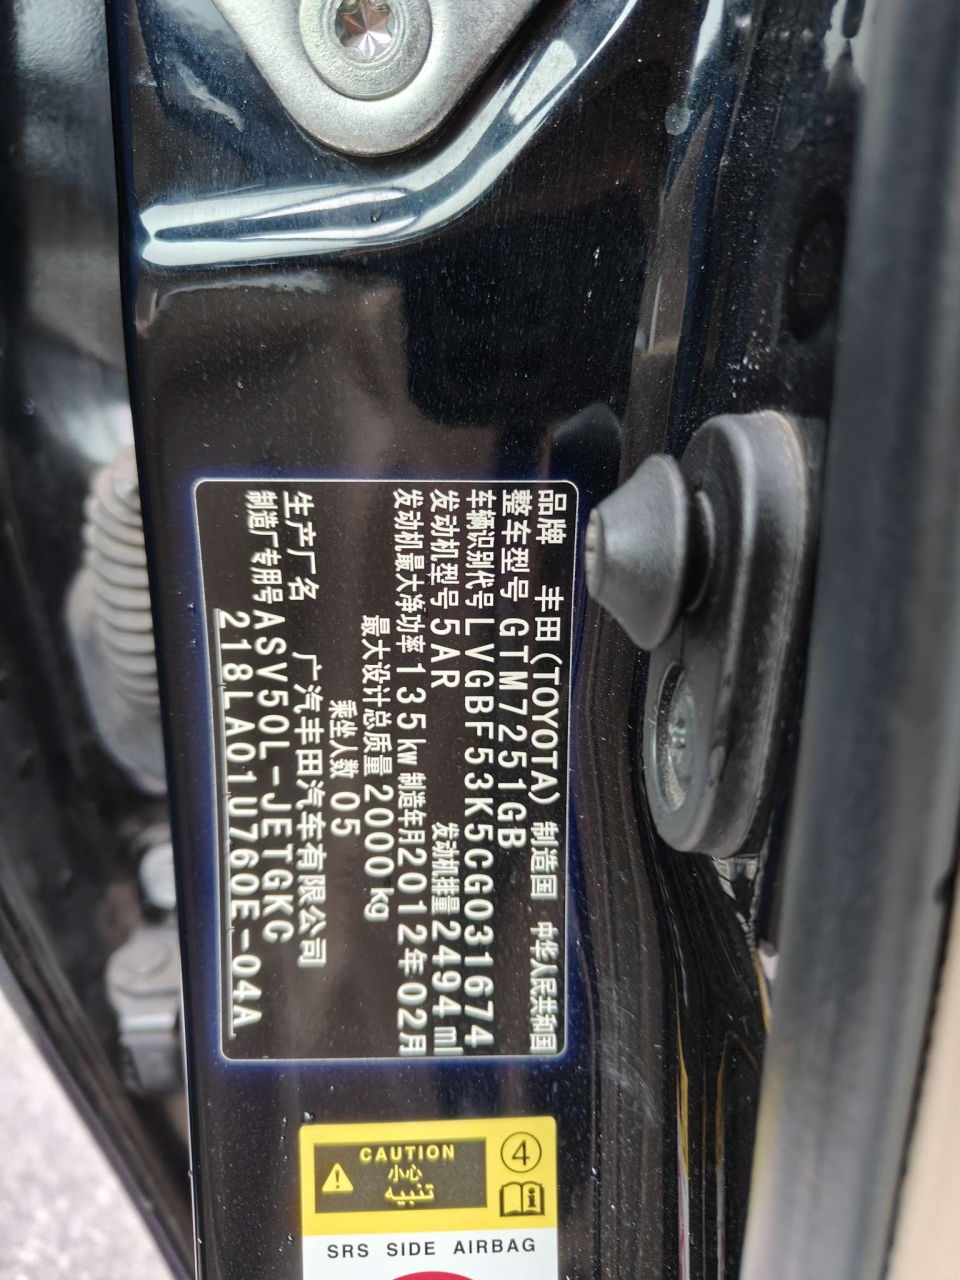 品牌 丰田(TOYOTA) 制造国 中华人民共和国
整车型号 GTM7251GB
车辆识别代号 LVGBF53K5CG031674
发动机型号 5AR 发动机排量 2494 ml
发动机最大净功率 135kw 制造年月 2012年02月
最大设计总质量 2000 kg
乘坐人数 05
生产厂名 广汽丰田汽车有限公司
制造厂专用号 ASV50L-JETGKC
218LA01U760E-04A
CAUTION
小心
تنبيه
4
SRS SIDE AIRBAG